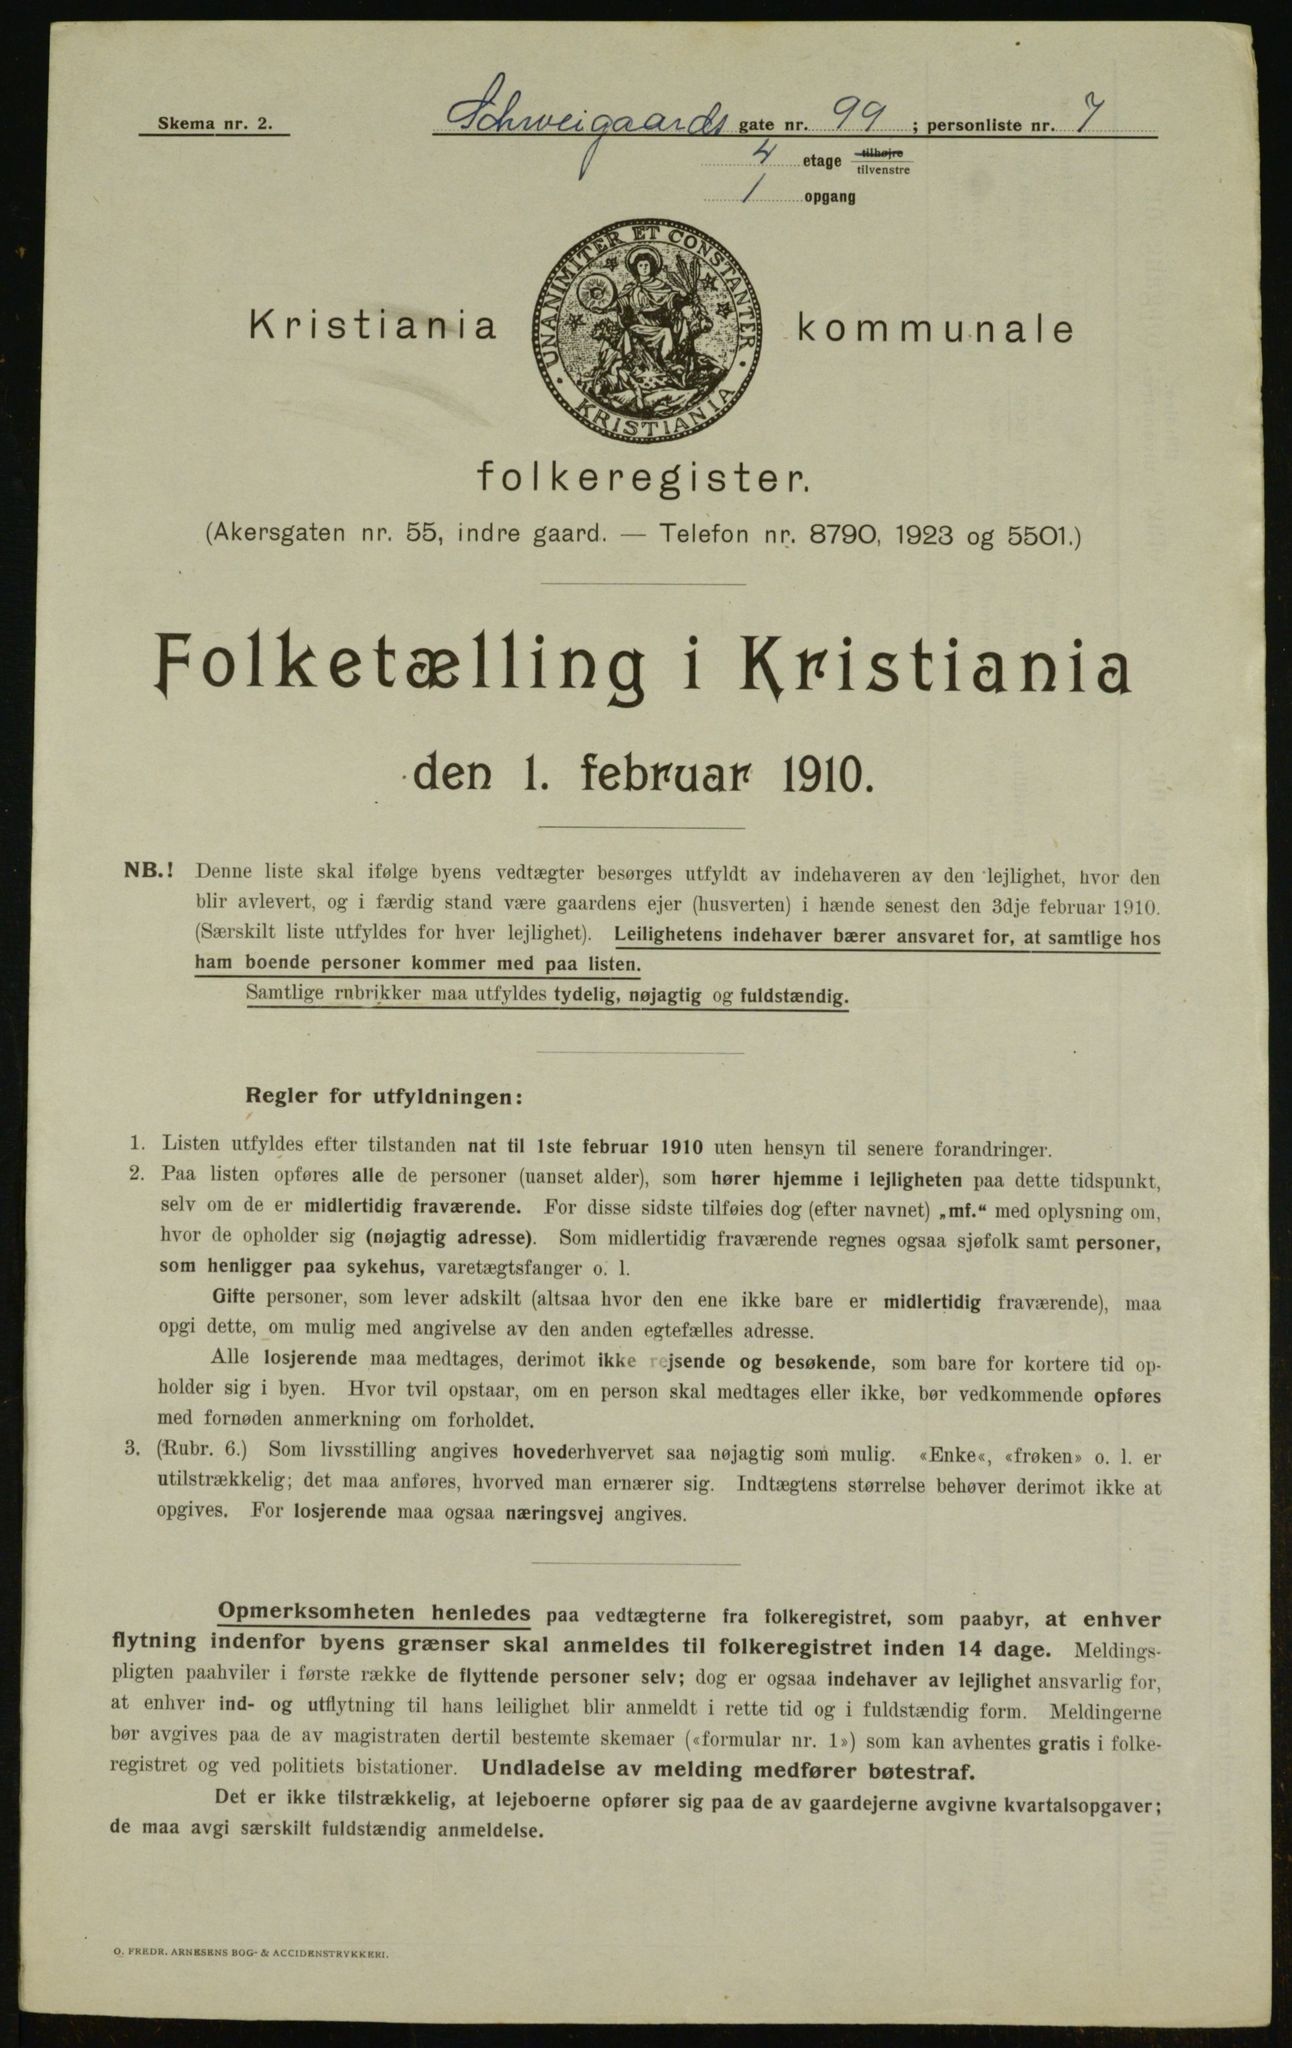 Skema nr. 2.
Schweigaards gate nr. 99 ; personliste nr. 7
4 etage tilhøjre
tilvenstre
1 opgang
UNANIMITER ET CONSTANTER
KRISTIANIA
Kristiania kommunale
folkeregister.
(Akersgaten nr. 55, indre gaard. — Telefon nr. 8790, 1923 og 5501.)
Folketælling i Kristiania
den 1. februar 1910.
NB.! Denne liste skal ifølge byens vedtægter besørges utfyldt av indehaveren av den lejlighet, hvor den
blir avlevert, og i færdig stand være gaardens ejer (husverten) i hænde senest den 3dje februar 1910.
(Særskilt liste utfyldes for hver lejlighet). Leilighetens indehaver bærer ansvaret for, at samtlige hos
ham boende personer kommer med paa listen.
Samtlige rubrikker maa utfyldes tydelig, nøjagtig og fuldstændig.
Regler for utfyldningen:
1. Listen utfyldes efter tilstanden nat til 1ste februar 1910 uten hensyn til senere forandringer.
2. Paa listen opføres alle de personer (uanset alder), som hører hjemme i lejligheten paa dette tidspunkt,
selv om de er midlertidig fraværende. For disse sidste tilføies dog (efter navnet) „mf.“ med oplysning om,
hvor de opholder sig (nøjagtig adresse). Som midlertidig fraværende regnes ogsaa sjøfolk samt personer,
som henligger paa sykehus, varetægtsfanger o. l.
Gifte personer, som lever adskilt (altsaa hvor den ene ikke bare er midlertidig fraværende), maa
opgi dette, om mulig med angivelse av den anden egtefælles adresse.
Alle losjerende maa medtages, derimot ikke rejsende og besøkende, som bare for kortere tid op-
holder sig i byen. Hvor tvil opstaar, om en person skal medtages eller ikke, bør vedkommende opføres
med fornøden anmerkning om forholdet.
3. (Rubr. 6.) Som livsstilling angives hovederhvervet saa nøjagtig som mulig. «Enke«, «frøken» o. l. er
utilstrækkelig; det maa anføres, hvorved man ernærer sig. Indtægtens størrelse behøver derimot ikke at
opgives. For losjerende maa ogsaa næringsvej angives.
Opmerksomheten henledes paa vedtægterne fra folkeregistret, som paabyr, at enhver
flytning indenfor byens grænser skal anmeldes til folkeregistret inden 14 dage. Meldings-
pligten paahviler i første række de flyttende personer selv; dog er ogsaa indehaver av lejlighet ansvarlig for,
at enhver ind- og utflytning til hans leilighet blir anmeldt i rette tid og i fuldstændig form. Meldingerne
bør avgives paa de av magistraten dertil bestemte skemaer («formular nr. 1») som kan avhentes gratis i folke-
registret og ved politiets bistationer. Undladelse av melding medfører bøtestraf.
Det er ikke tilstrækkelig, at lejeboerne opfører sig paa de av gaardejerne avgivne kvartalsopgaver;
de maa avgi særskilt fuldstændig anmeldelse.
O. FREDR. ARNESENS BOG- & ACCIDENSTRYKKERI.